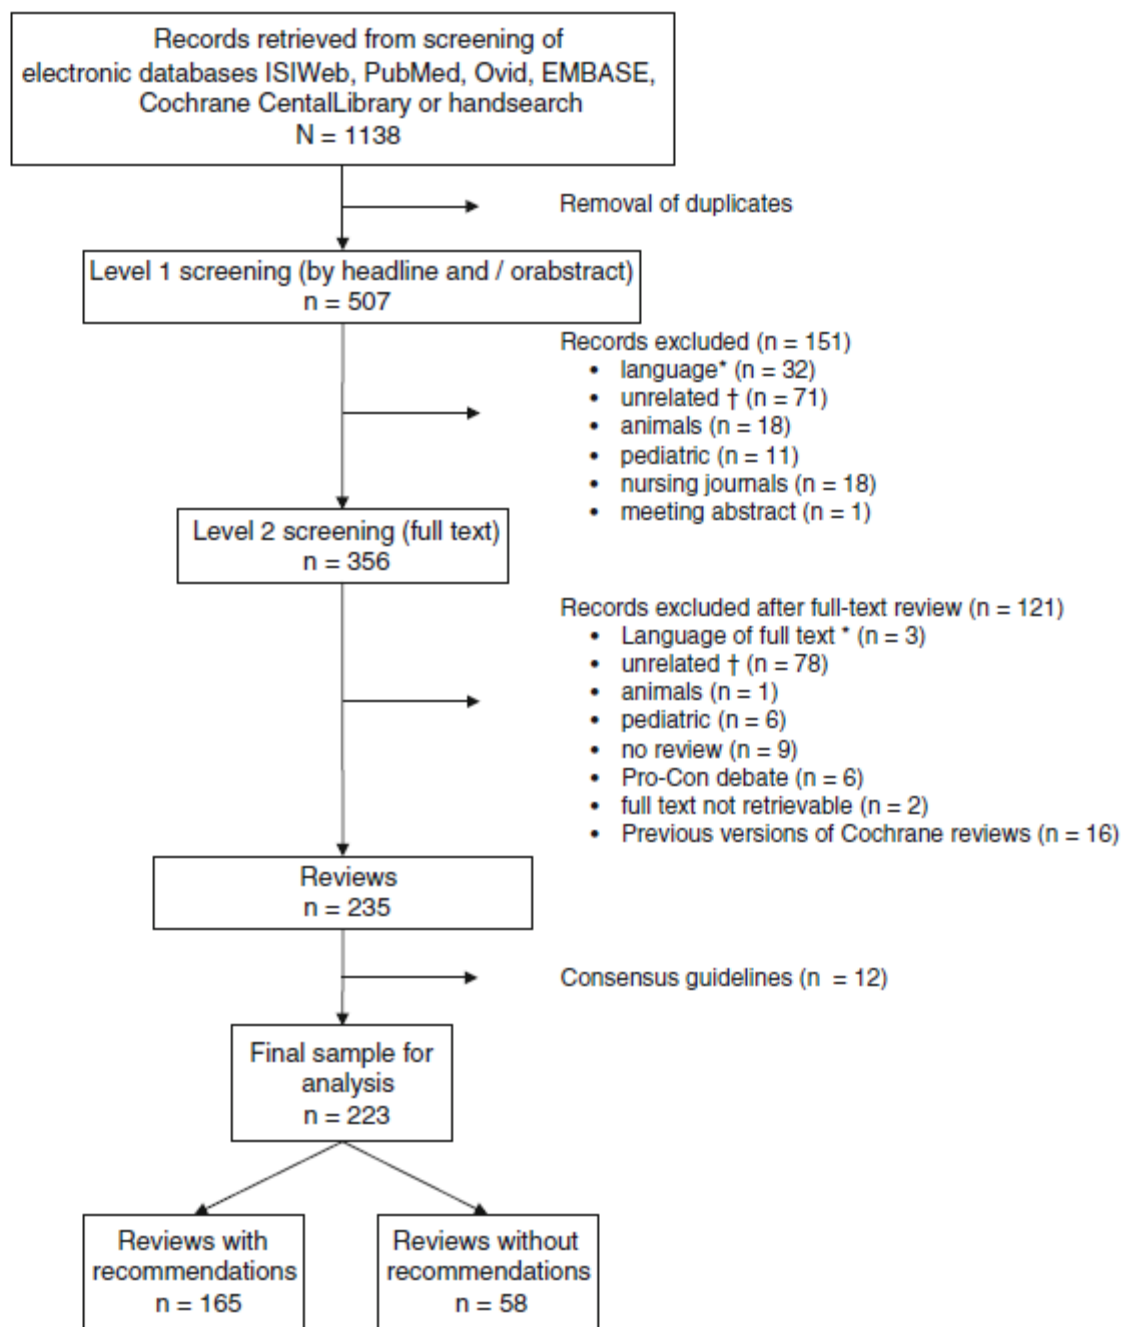 Records retrieved from screening of
electronic databases ISIWeb, PubMed, Ovid, EMBASE,
Cochrane CentalLibrary or handsearch
N = 1138
Removal of duplicates
Level 1 screening (by headline and / orabstract)
n = 507
Records excluded (n = 151)
• language* (n = 32)
• unrelated † (n = 71)
• animals (n = 18)
• pediatric (n = 11)
• nursing journals (n = 18)
• meeting abstract (n = 1)
Level 2 screening (full text)
n = 356
Records excluded after full-text review (n = 121)
• Language of full text * (n = 3)
• unrelated † (n = 78)
• animals (n = 1)
• pediatric (n = 6)
• no review (n = 9)
• Pro-Con debate (n = 6)
• full text not retrievable (n = 2)
• Previous versions of Cochrane reviews (n = 16)
Reviews
n = 235
Consensus guidelines (n = 12)
Final sample for
analysis
n = 223
Reviews with
recommendations
n = 165
Reviews without
recommendations
n = 58